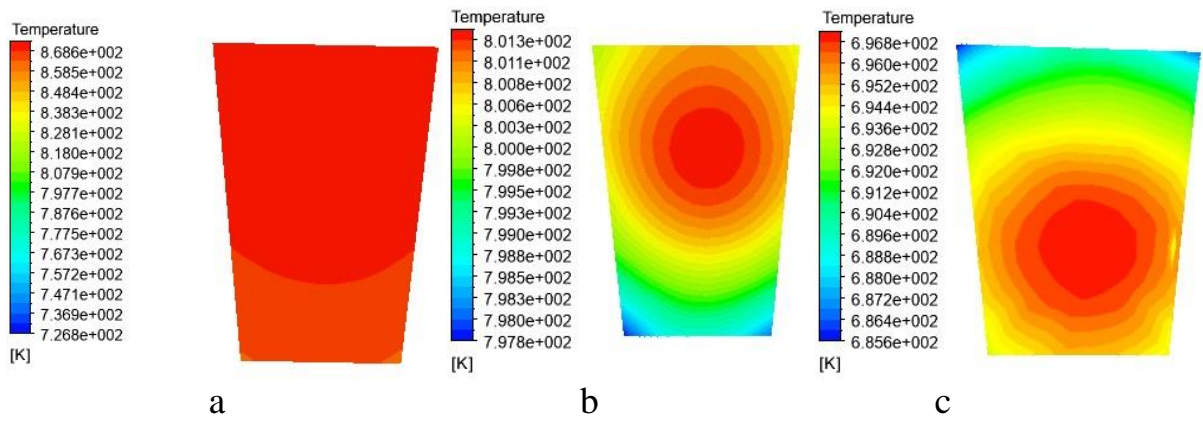 Temperature
8.686e+002
8.585e+002
8.484e+002
8.383e+002
8.281e+002
8.180e+002
8.079e+002
7.977e+002
7.876e+002
7.775e+002
7.673e+002
7.572e+002
7.471e+002
7.369e+002
7.268e+002
[K]
a
Temperature
8.013e+002
8.011e+002
8.008e+002
8.006e+002
8.003e+002
8.000e+002
7.998e+002
7.995e+002
7.993e+002
7.990e+002
7.988e+002
7.985e+002
7.983e+002
7.980e+002
7.978e+002
[K]
b
Temperature
6.968e+002
6.960e+002
6.952e+002
6.944e+002
6.936e+002
6.928e+002
6.920e+002
6.912e+002
6.904e+002
6.896e+002
6.888e+002
6.880e+002
6.872e+002
6.864e+002
6.856e+002
[K]
c